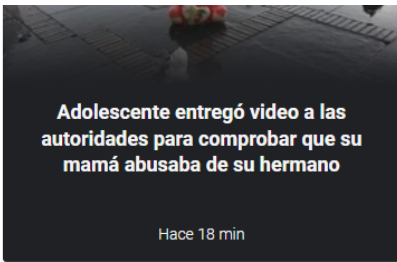 Adolescente entregó video a las
autoridades para comprobar que su
mamá abusaba de su hermano
Hace 18 min